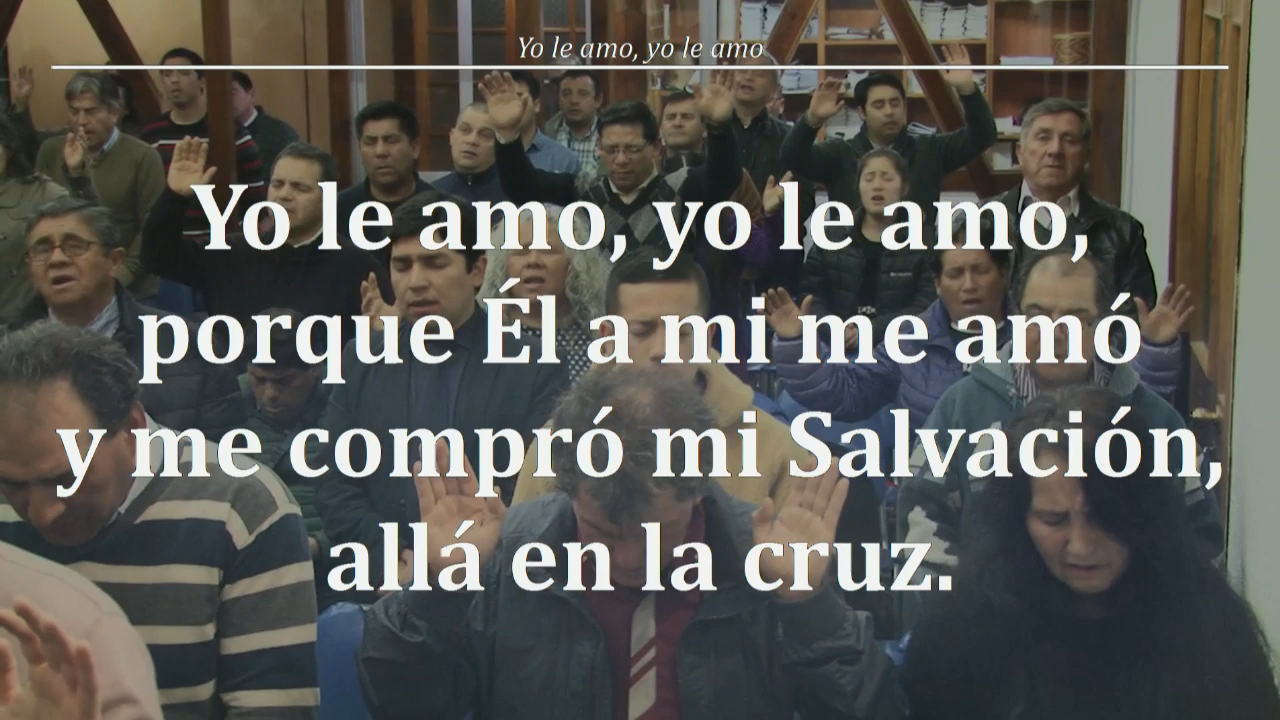 Yo le amo, yo le amo
Yo le amo, yo le amo,
porque Él a mi me amó
y me compró mi Salvación,
allá en la cruz.